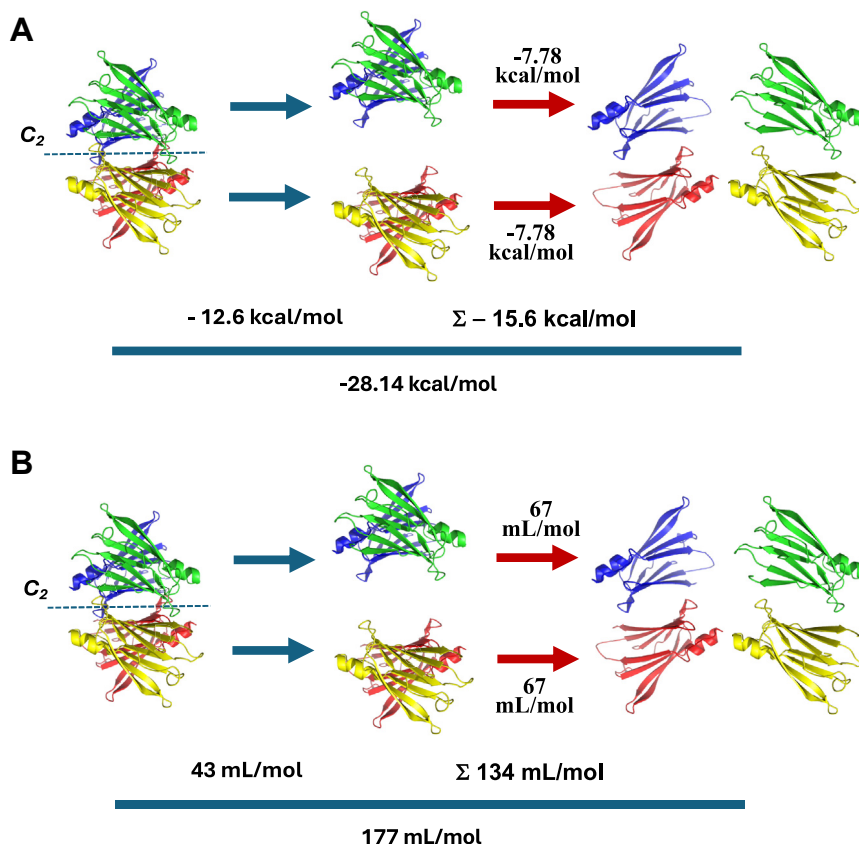 A
-7.78
kcal/mol
C₂
-7.78
kcal/mol
- 12.6 kcal/mol
Σ – 15.6 kcal/mol
-28.14 kcal/mol
B
67
mL/mol
C₂
67
mL/mol
43 mL/mol
Σ 134 mL/mol
177 mL/mol